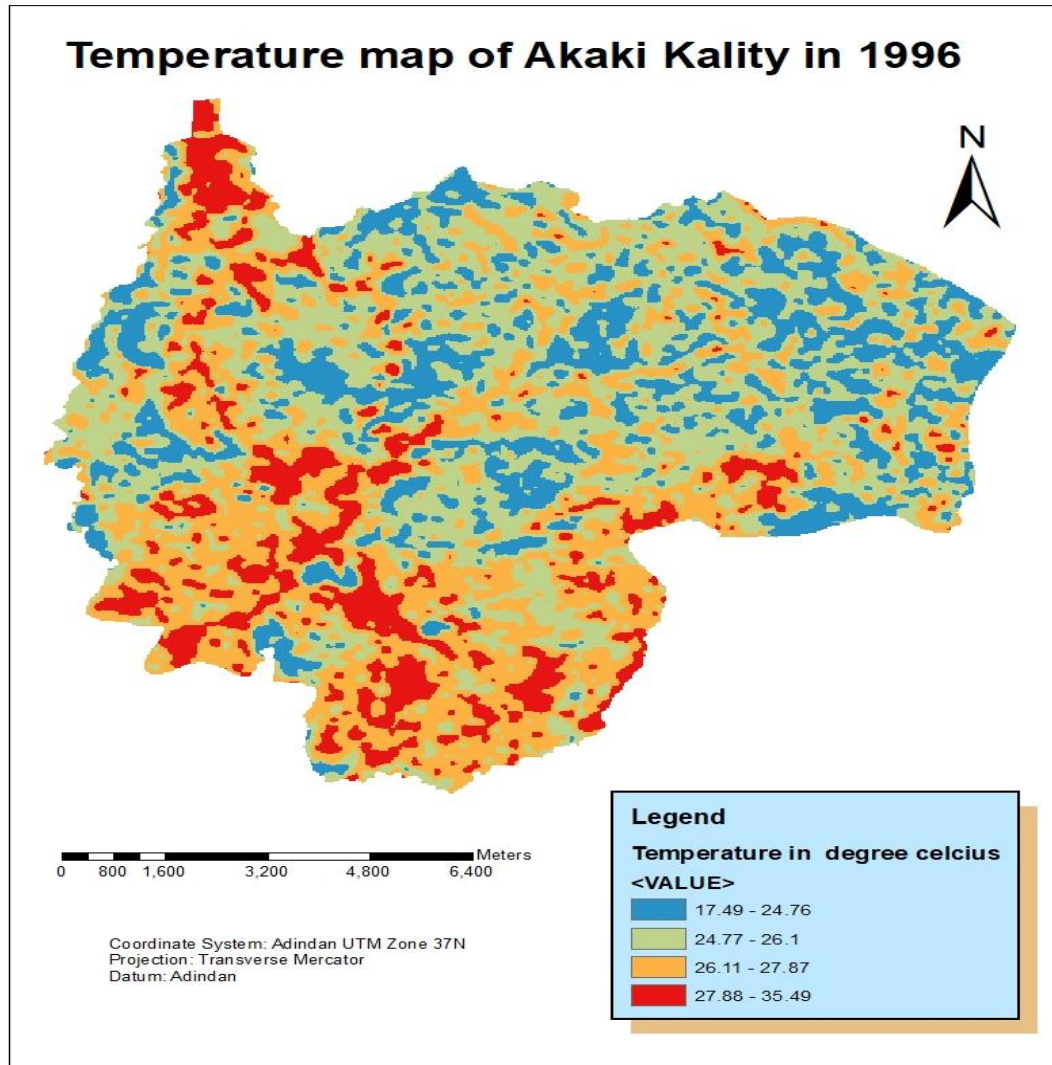 Temperature map of Akaki Kality in 1996
N
Legend
Temperature in degree celcius
<VALUE>
17.49 - 24.76
24.77 - 26.1
26.11 - 27.87
27.88 - 35.49
Meters
0 800 1,600 3,200 4,800 6,400
Coordinate System: Adindan UTM Zone 37N
Projection: Transverse Mercator
Datum: Adindan